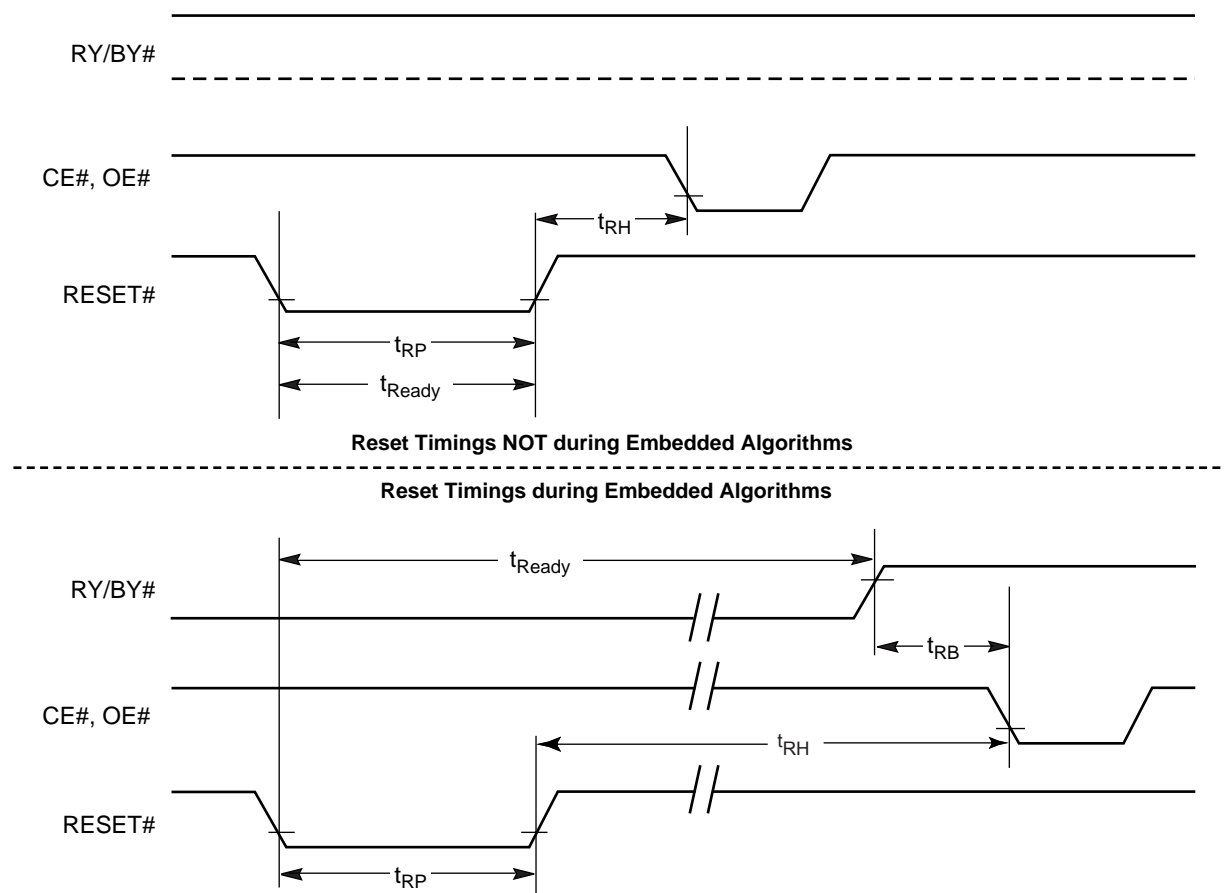 RY/BY#
CE#, OE#
tRH
RESET#
tRP
tReady
Reset Timings NOT during Embedded Algorithms
Reset Timings during Embedded Algorithms
tReady
RY/BY#
tRB
CE#, OE#
tRH
RESET#
tRP